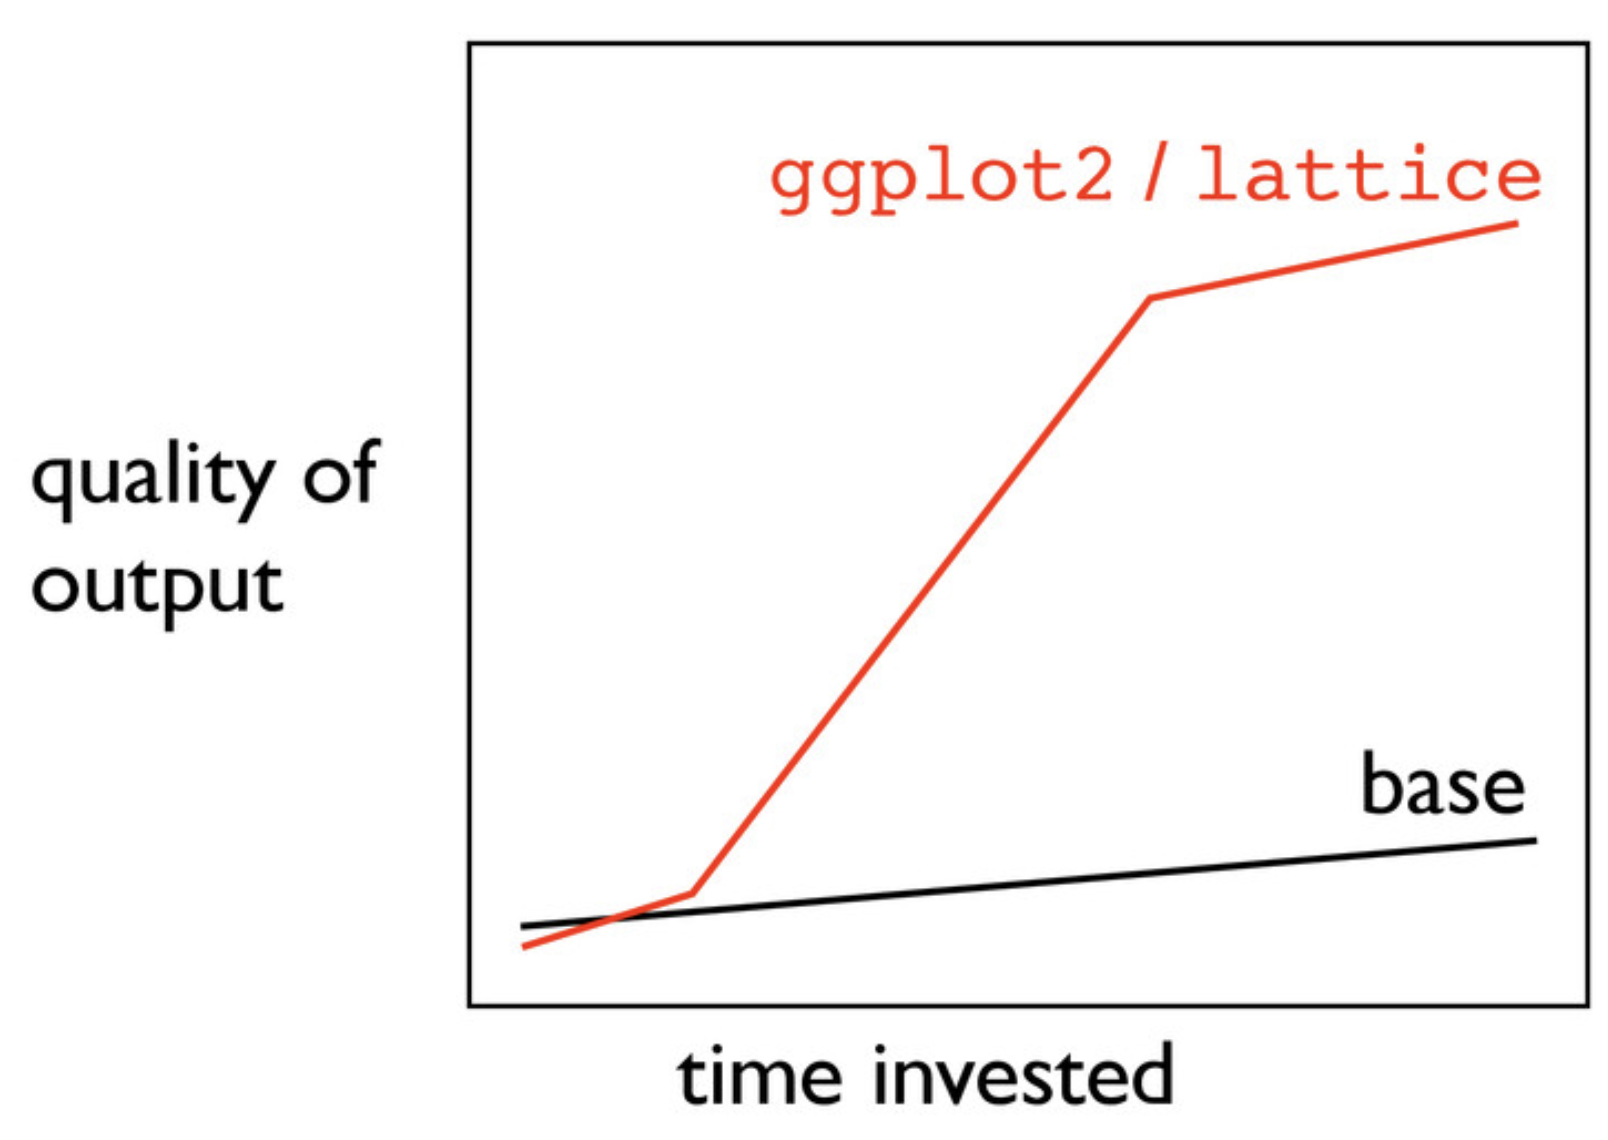 ggplot2 / lattice
quality of
output
base
time invested